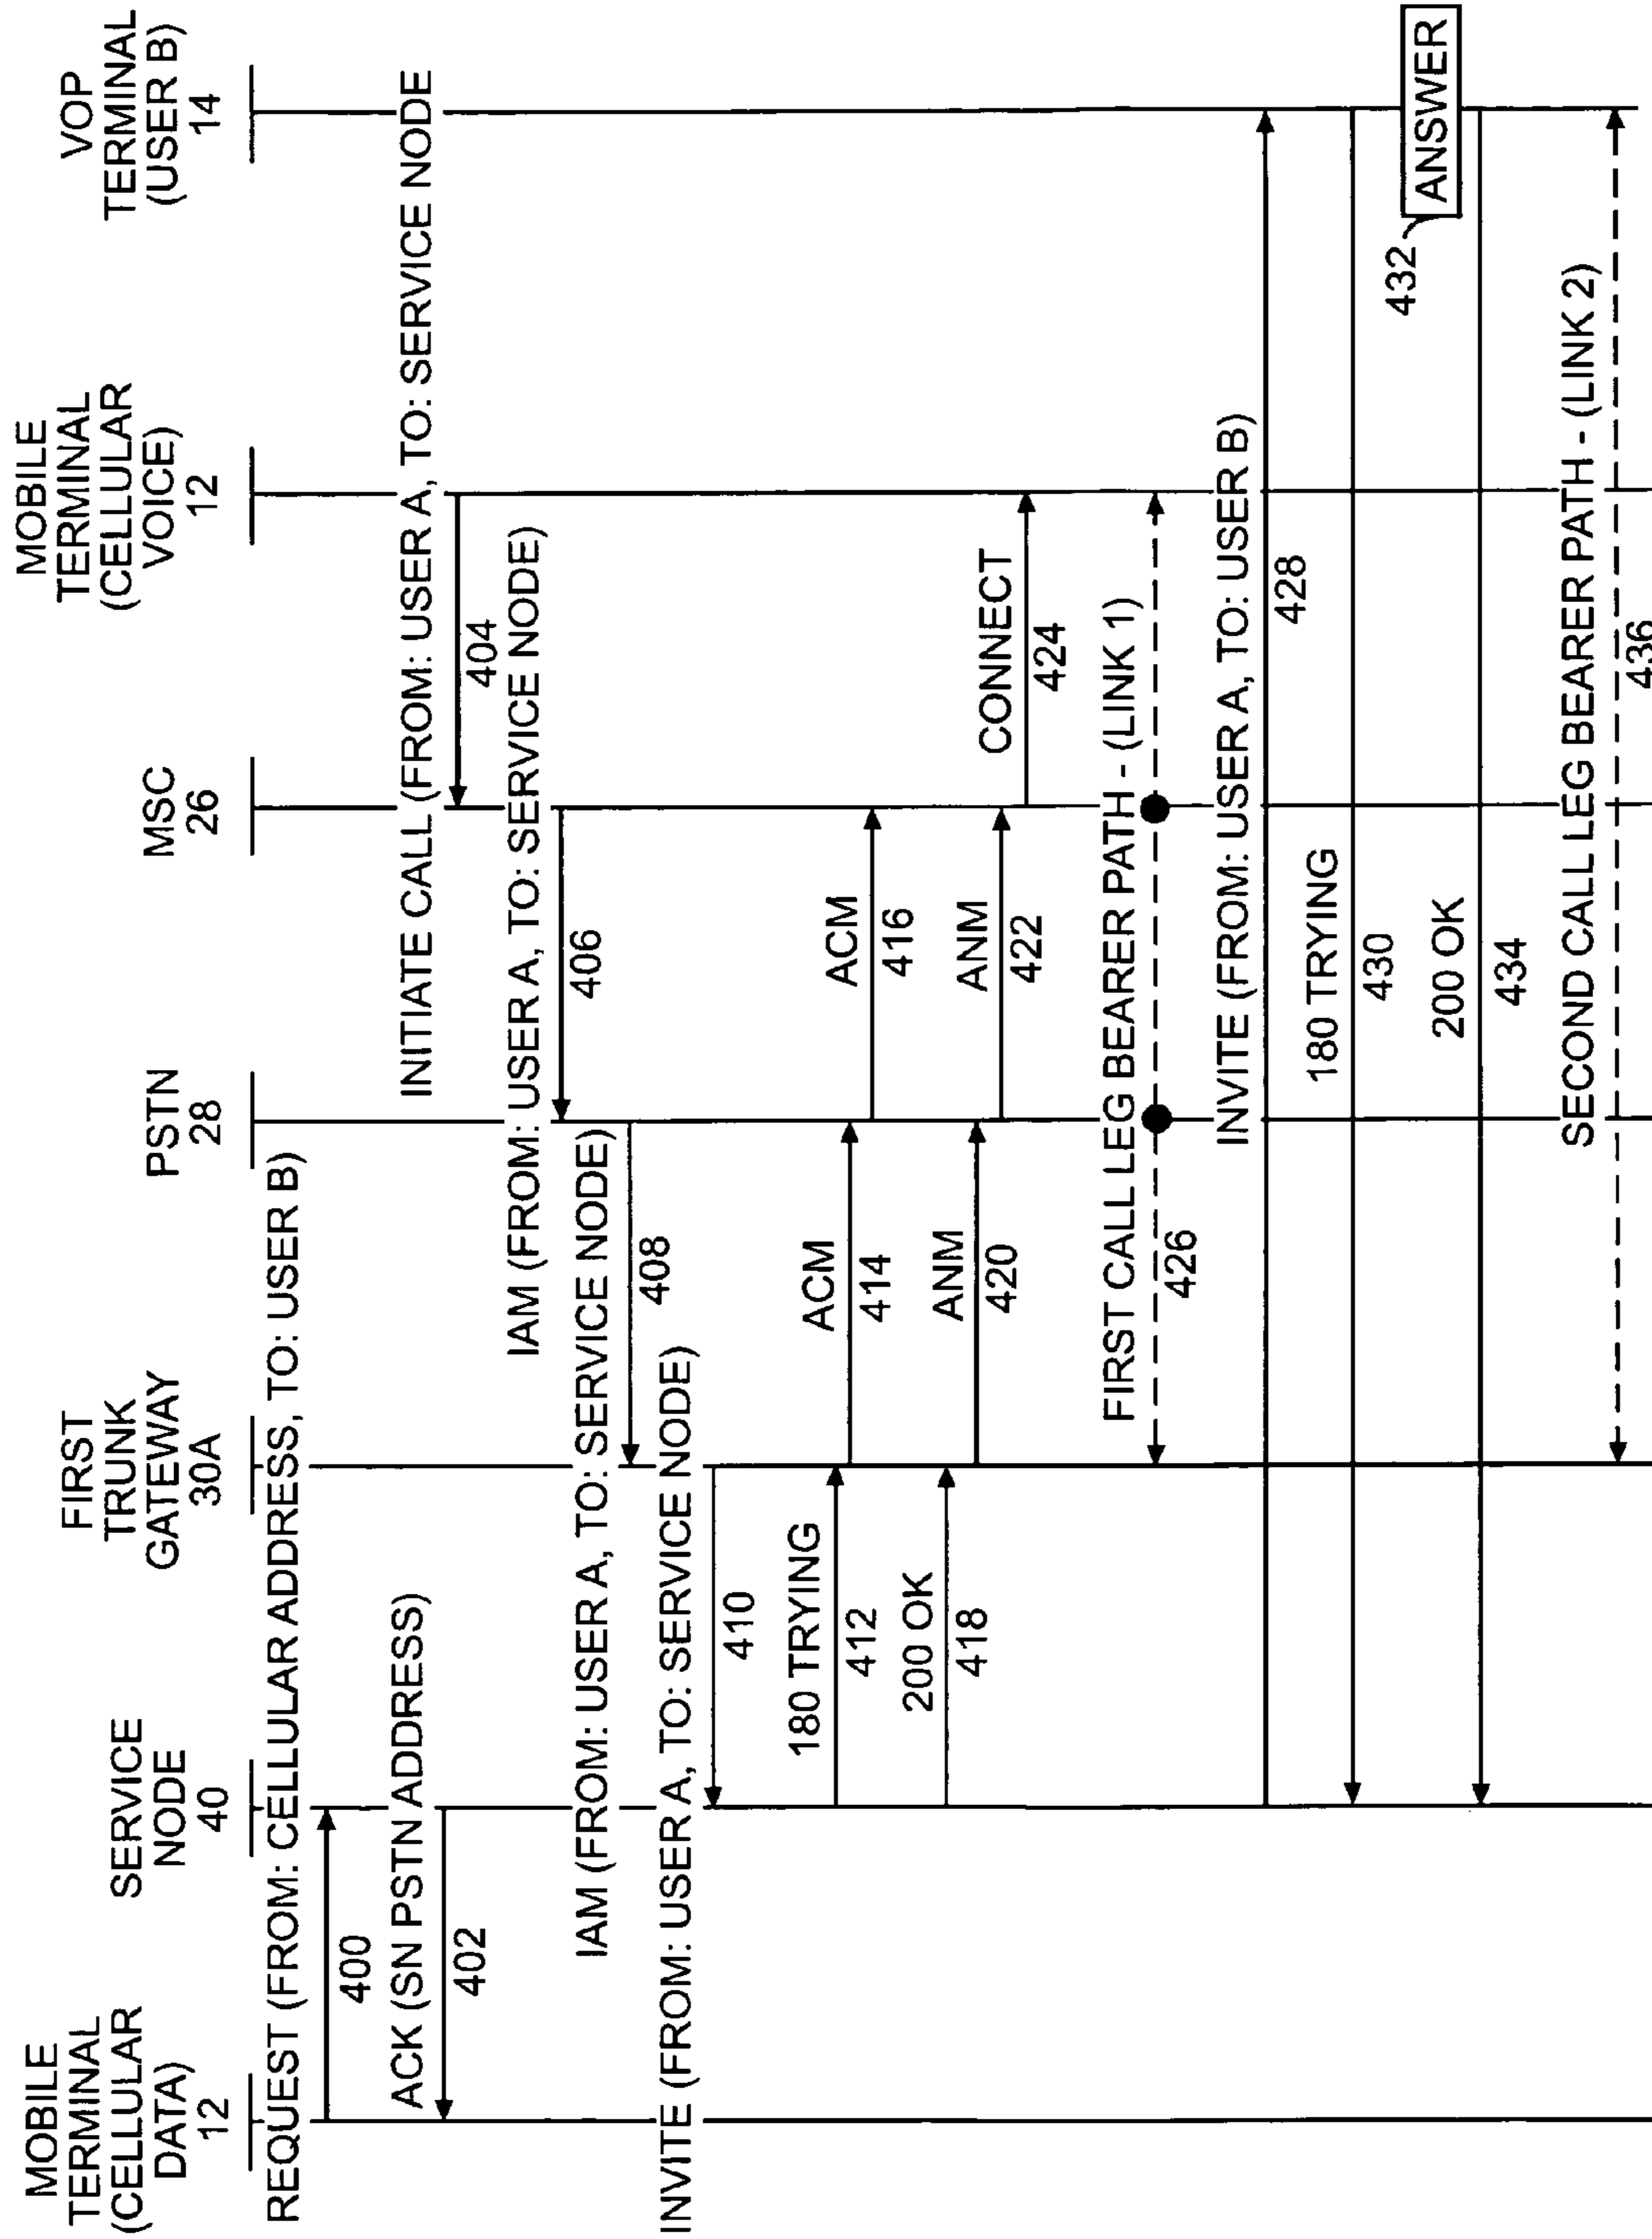 MOBILE
TERMINAL
(CELLULAR
DATA)
12
SERVICE
NODE
40
FIRST
TRUNK
GATEWAY
30A
PSTN
28
MSC
26
MOBILE
TERMINAL
(CELLULAR
VOICE)
12
VOP
TERMINAL
(USER B)
14
REQUEST (FROM: CELLULAR ADDRESS, TO: USER B)
400
ACK (SN PSTN ADDRESS)
402
INITIATE CALL (FROM: USER A, TO: SERVICE NODE
404
IAM (FROM: USER A, TO: SERVICE NODE)
406
IAM (FROM: USER A, TO: SERVICE NODE)
408
INVITE (FROM: USER A, TO: SERVICE NODE)
410
180 TRYING
412
ACM
414
ACM
416
200 OK
418
ANM
420
ANM
422
CONNECT
424
FIRST CALL LEG BEARER PATH - (LINK 1)
426
INVITE (FROM: USER A, TO: USER B)
428
180 TRYING
430
432
ANSWER
200 OK
434
SECOND CALL LEG BEARER PATH - (LINK 2)
436